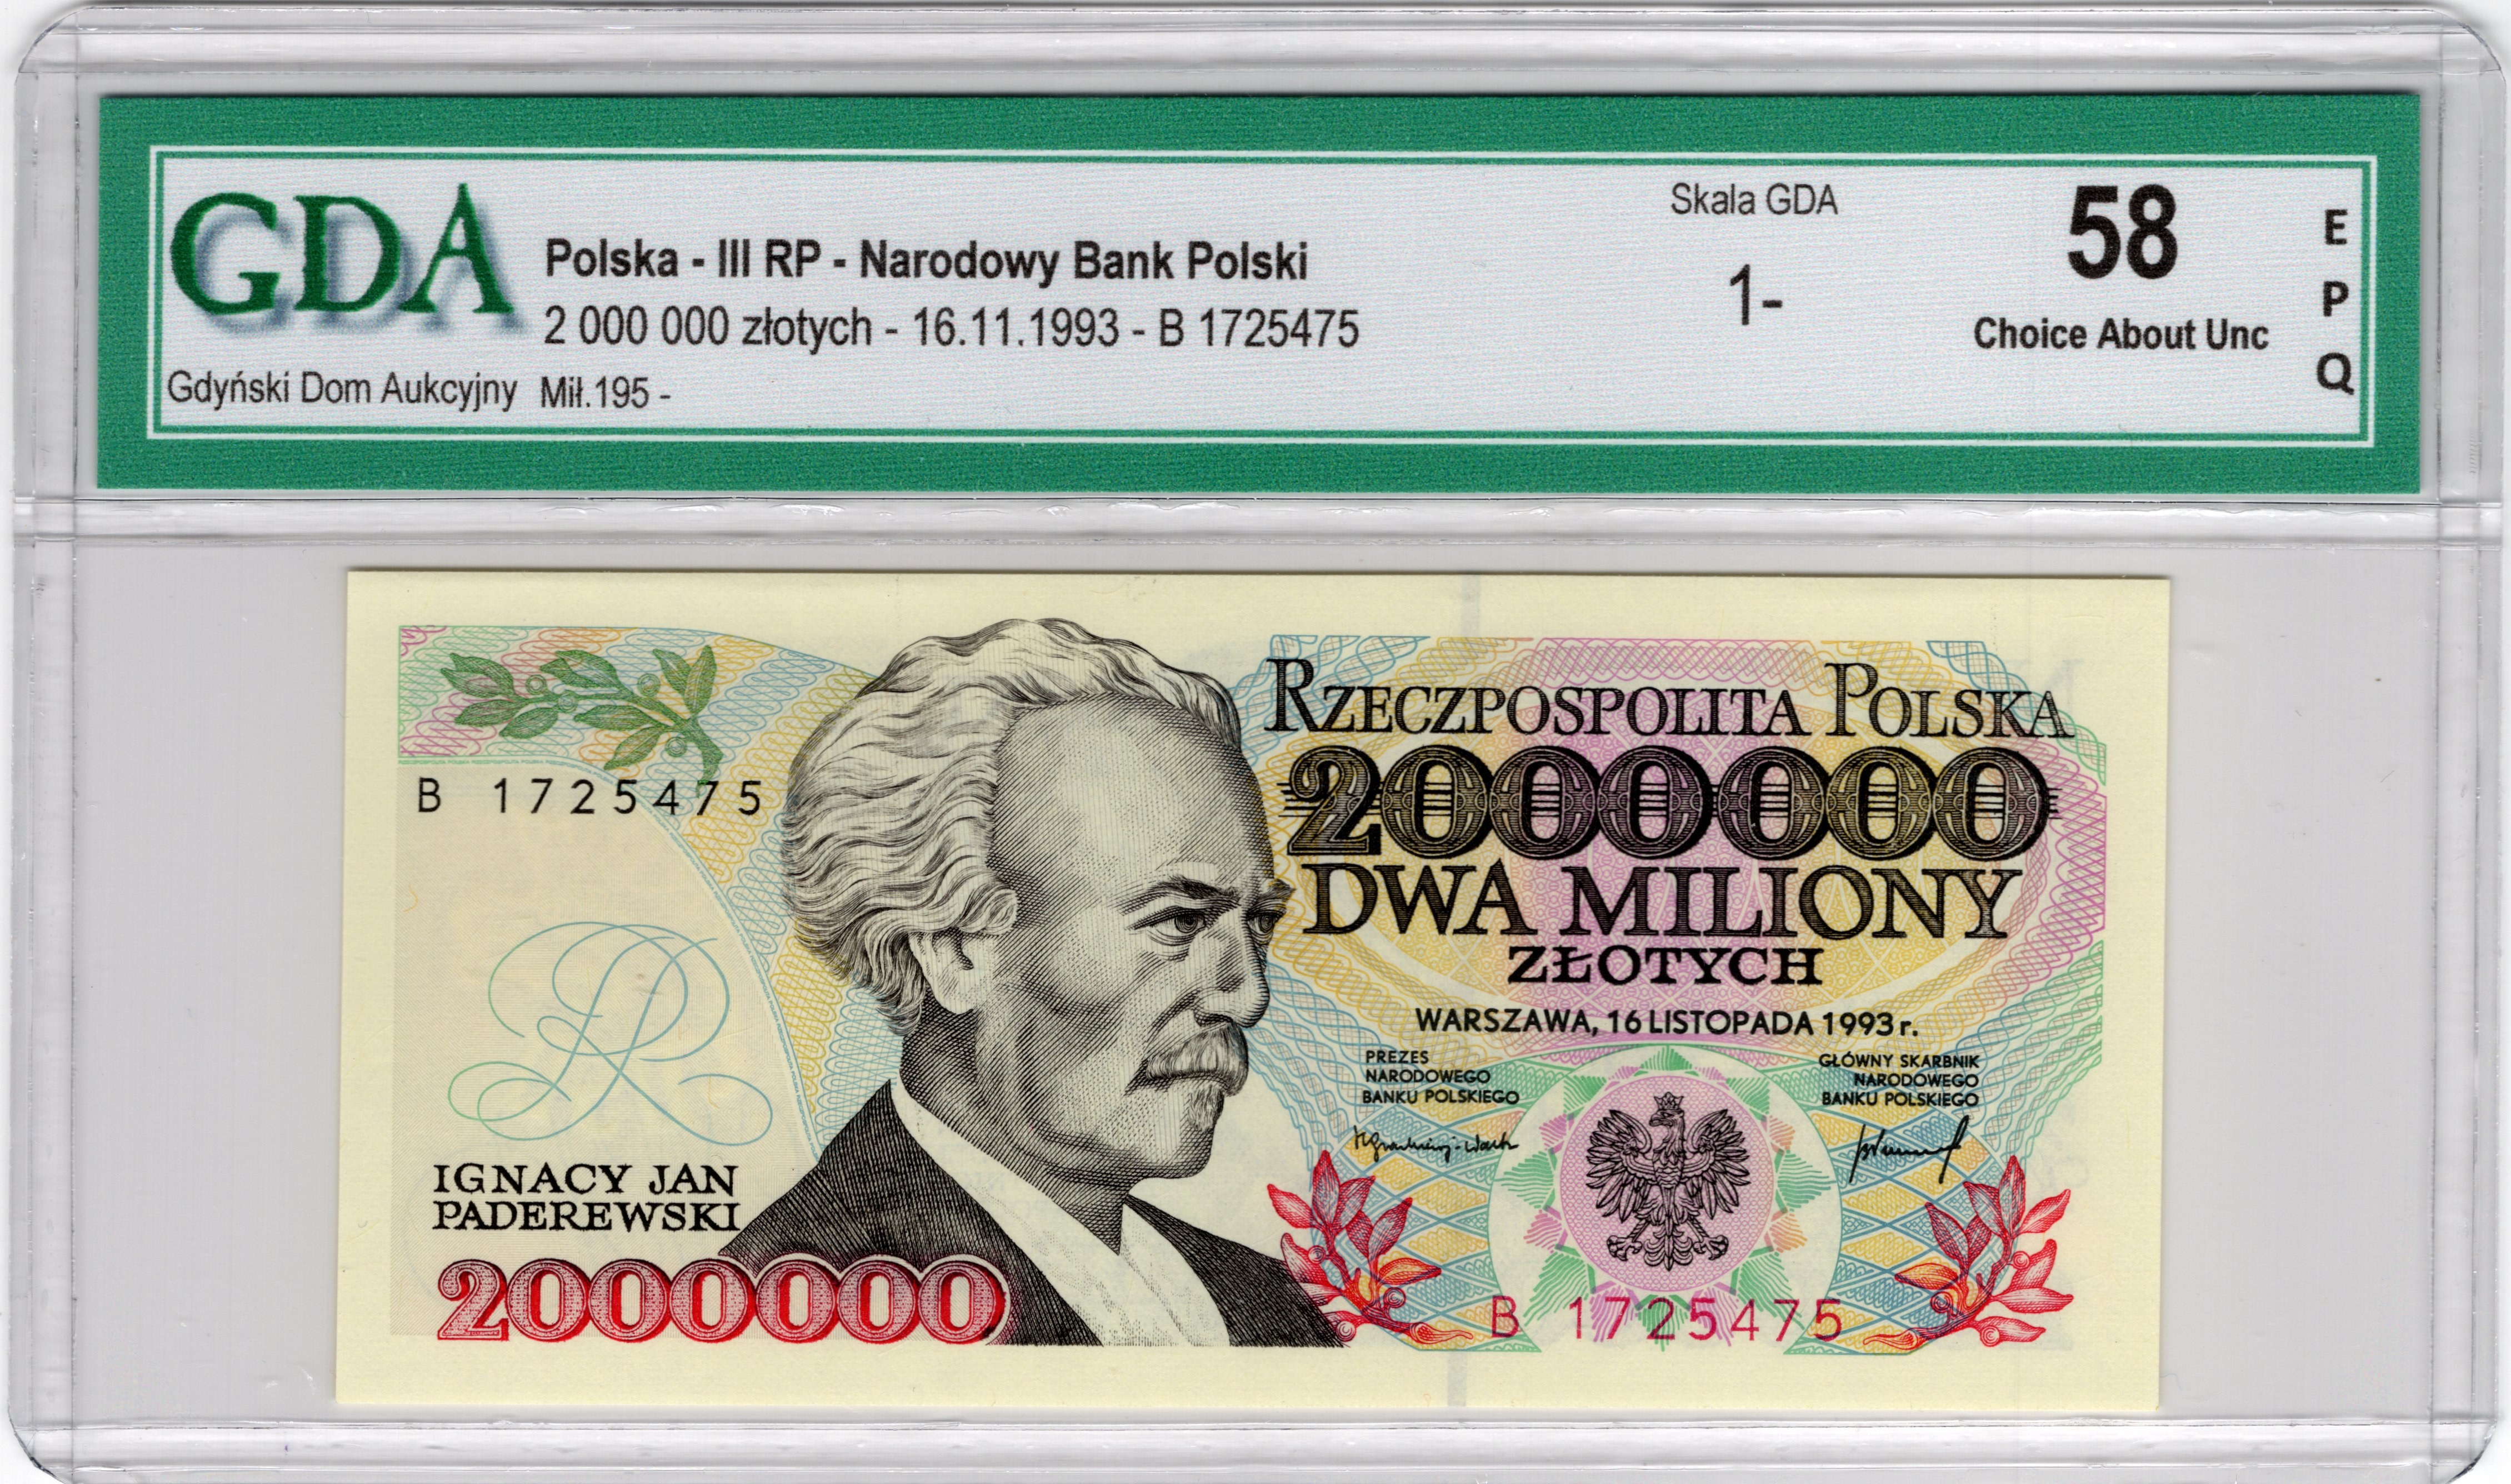 GDA
Gdyński Dom Aukcyjny
Polska - III RP - Narodowy Bank Polski
2 000 000 złotych - 16.11.1993 - B 1725475
Mił.195 -
Skala GDA
1-
58
Choice About Unc
E
P
Q
RZECZPOSPOLITA POLSKA
2000000
DWA MILIONY
ZŁOTYCH
WARSZAWA, 16 LISTOPADA 1993 r.
PREZES
NARODOWEGO
BANKU POLSKIEGO
GŁÓWNY SKARBNIK
NARODOWEGO
BANKU POLSKIEGO
B 1725475
IGNACY JAN
PADEREWSKI
2000000
B 1725475